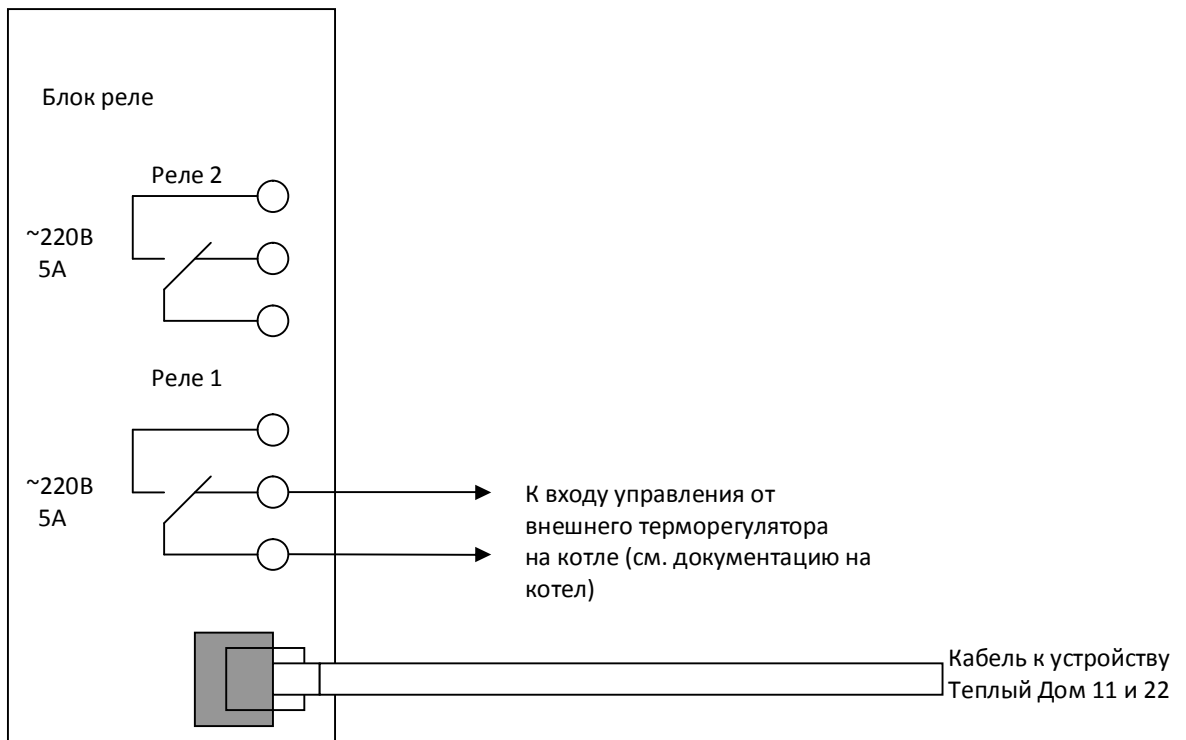 Блок реле
Реле 2
~220В
5А
Реле 1
~220В
5А
К входу управления от
внешнего терморегулятора
на котле (см. документацию на
котел)
Кабель к устройству
Теплый Дом 11 и 22